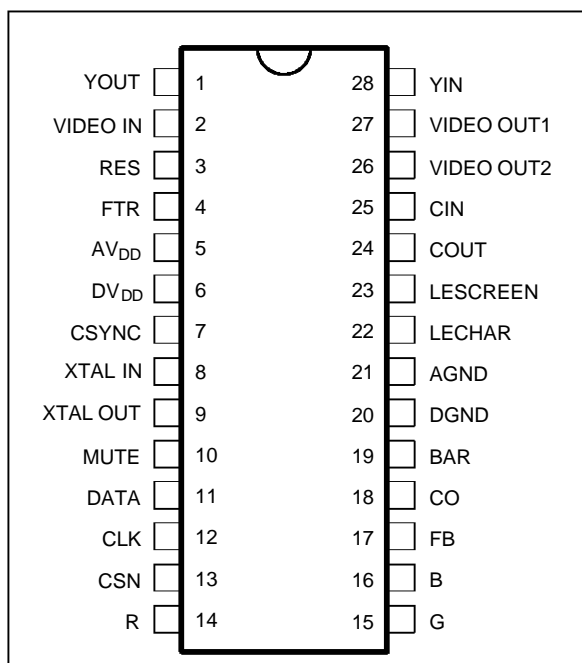 YOUT 1 28 YIN
VIDEO IN 2 27 VIDEO OUT1
RES 3 26 VIDEO OUT2
FTR 4 25 CIN
AVDD 5 24 COUT
DVDD 6 23 LESCREEN
CSYNC 7 22 LECHAR
XTAL IN 8 21 AGND
XTAL OUT 9 20 DGND
MUTE 10 19 BAR
DATA 11 18 CO
CLK 12 17 FB
CSN 13 16 B
R 14 15 G